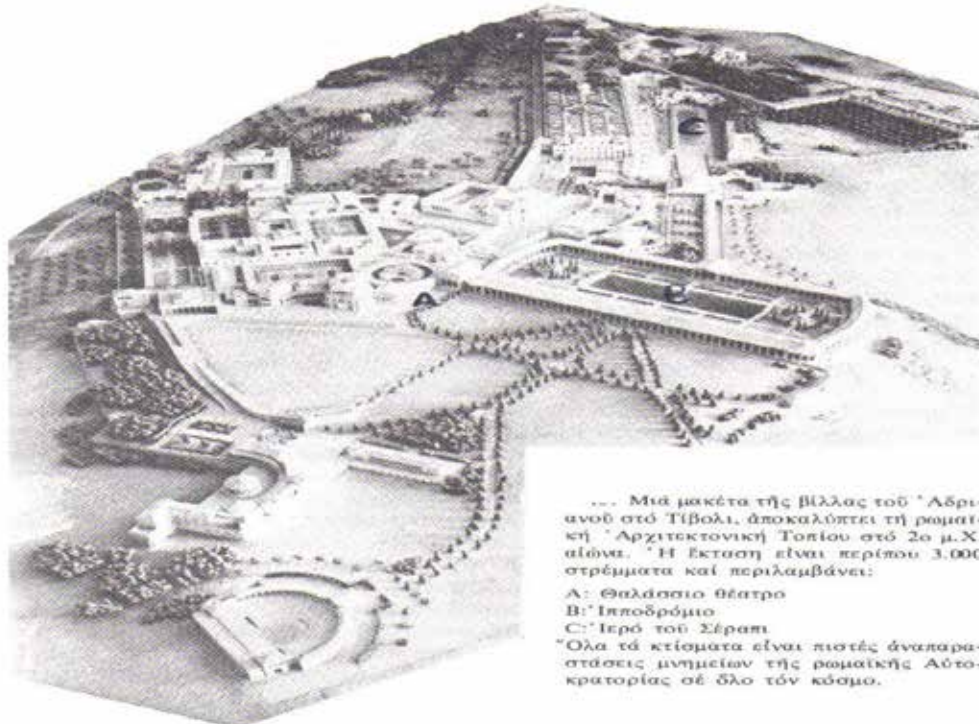 C
A
B
... Μιά μακέτα τῆς βίλλας τοῦ Ἀδρι-
ανοῦ στό Τίβολι, ἀποκαλύπτει τή ρωμαϊ-
κή Ἀρχιτεκτονική Τοπίου στό 2ο μ.Χ.
αἰώνα. Ἡ ἔκταση εἶναι περίπου 3.000
στρέμματα καί περιλαμβάνει:
A: Θαλάσσιο θέατρο
B: Ἱπποδρόμιο
C: Ἱερό τοῦ Σέραπι
Ὅλα τά κτίσματα εἶναι πιστές ἀναπαρα-
στάσεις μνημείων τῆς ρωμαϊκῆς Αὐτο-
κρατορίας σέ ὅλο τόν κόσμο.